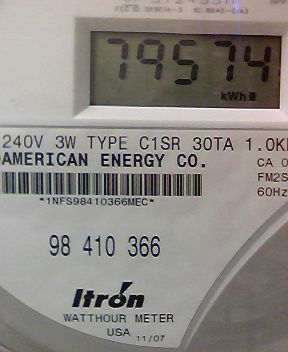 79574
kWh
240V 3W TYPE C1SR 30TA 1.0K
AMERICAN ENERGY CO.
CA 0
FM2S
60Hz
*1NFS98410366MEC*
98 410 366
Itrón
WATTHOUR METER
USA 11/07